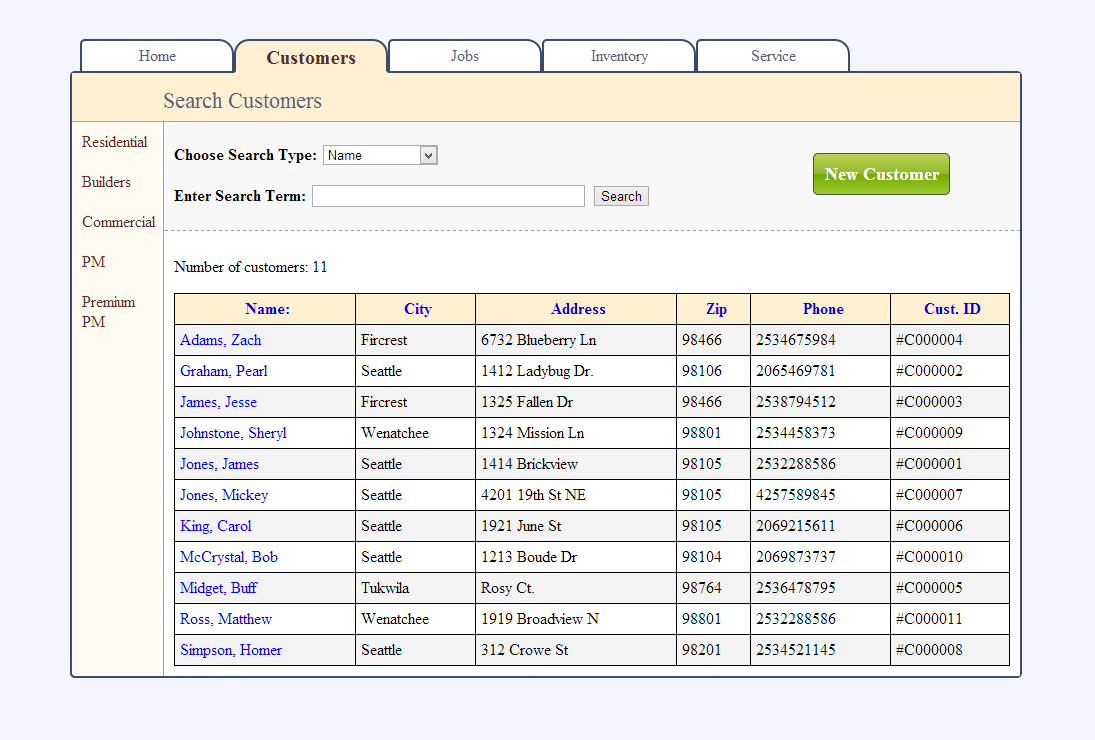 Home Customers Jobs Inventory Service
Search Customers
Residential
Builders
Commercial
PM
Premium
PM
Choose Search Type: Name
New Customer
Enter Search Term: Search
Number of customers: 11
Name: City Address Zip Phone Cust. ID
Adams, Zach Fircrest 6732 Blueberry Ln 98466 2534675984 #C000004
Graham, Pearl Seattle 1412 Ladybug Dr. 98106 2065469781 #C000002
James, Jesse Fircrest 1325 Fallen Dr 98466 2538794512 #C000003
Johnstone, Sheryl Wenatchee 1324 Mission Ln 98801 2534458373 #C000009
Jones, James Seattle 1414 Brickview 98105 2532288586 #C000001
Jones, Mickey Seattle 4201 19th St NE 98105 4257589845 #C000007
King, Carol Seattle 1921 June St 98105 2069215611 #C000006
McCrystal, Bob Seattle 1213 Boude Dr 98104 2069873737 #C000010
Midget, Buff Tukwila Rosy Ct. 98764 2536478795 #C000005
Ross, Matthew Wenatchee 1919 Broadview N 98801 2532288586 #C000011
Simpson, Homer Seattle 312 Crowe St 98201 2534521145 #C000008